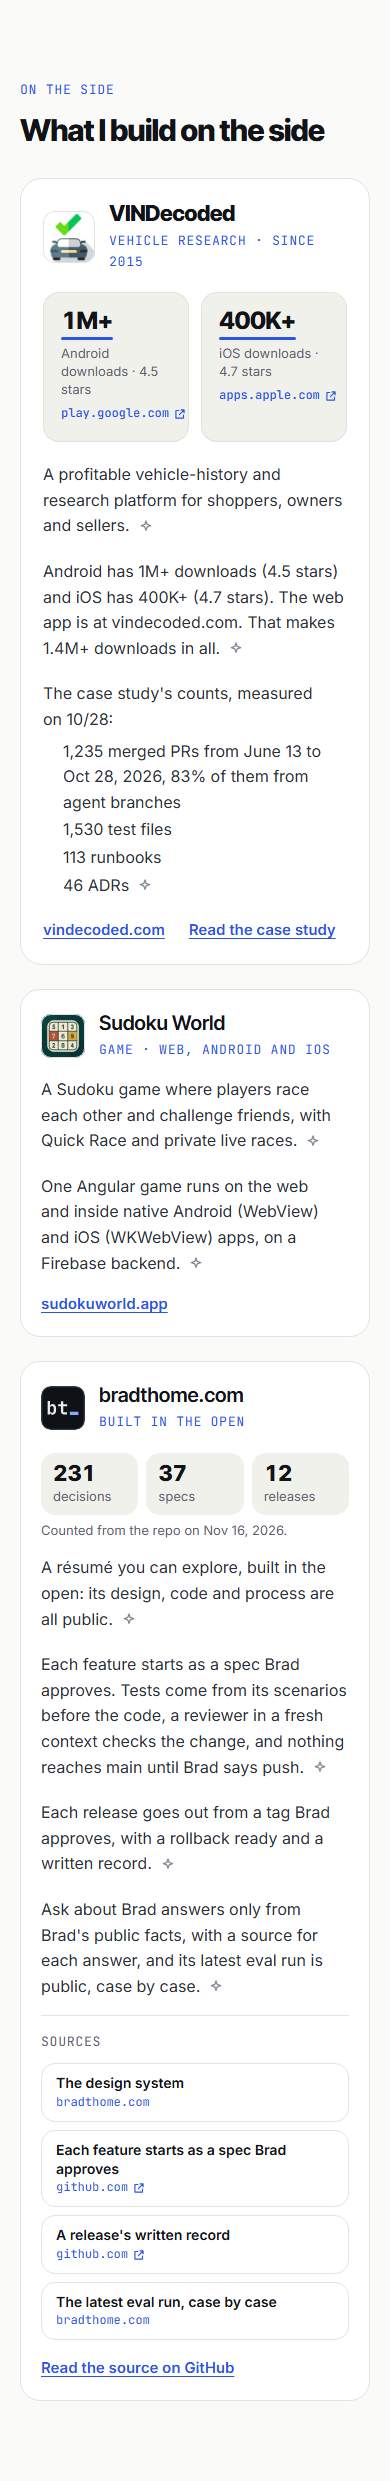 ON THE SIDE
What I build on the side
VINDecoded
VEHICLE RESEARCH · SINCE
2015
1M+
Android
downloads · 4.5
stars
play.google.com
400K+
iOS downloads ·
4.7 stars
apps.apple.com
A profitable vehicle-history and
research platform for shoppers, owners
and sellers.
Android has 1M+ downloads (4.5 stars)
and iOS has 400K+ (4.7 stars). The web
app is at vindecoded.com. That makes
1.4M+ downloads in all.
The case study's counts, measured
on 10/28:
1,235 merged PRs from June 13 to
Oct 28, 2026, 83% of them from
agent branches
1,530 test files
113 runbooks
46 ADRs
vindecoded.com Read the case study
Sudoku World
GAME · WEB, ANDROID AND IOS
A Sudoku game where players race
each other and challenge friends, with
Quick Race and private live races.
One Angular game runs on the web
and inside native Android (WebView)
and iOS (WKWebView) apps, on a
Firebase backend.
sudokuworld.app
bt_
bradthome.com
BUILT IN THE OPEN
231
decisions
37
specs
12
releases
Counted from the repo on Nov 16, 2026.
A résumé you can explore, built in the
open: its design, code and process are
all public.
Each feature starts as a spec Brad
approves. Tests come from its scenarios
before the code, a reviewer in a fresh
context checks the change, and nothing
reaches main until Brad says push.
Each release goes out from a tag Brad
approves, with a rollback ready and a
written record.
Ask about Brad answers only from
Brad's public facts, with a source for
each answer, and its latest eval run is
public, case by case.
SOURCES
The design system
bradthome.com
Each feature starts as a spec Brad
approves
github.com
A release's written record
github.com
The latest eval run, case by case
bradthome.com
Read the source on GitHub